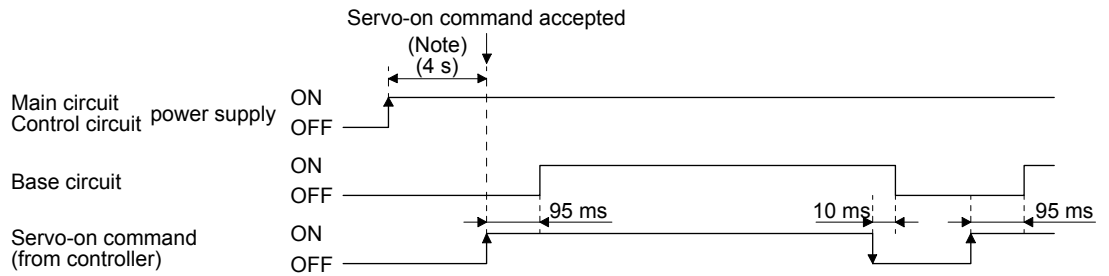 Servo-on command accepted
(Note)
(4 s)
Main circuit
Control circuit power supply
ON
OFF
Base circuit
ON
OFF
95 ms
10 ms
95 ms
Servo-on command
(from controller)
ON
OFF